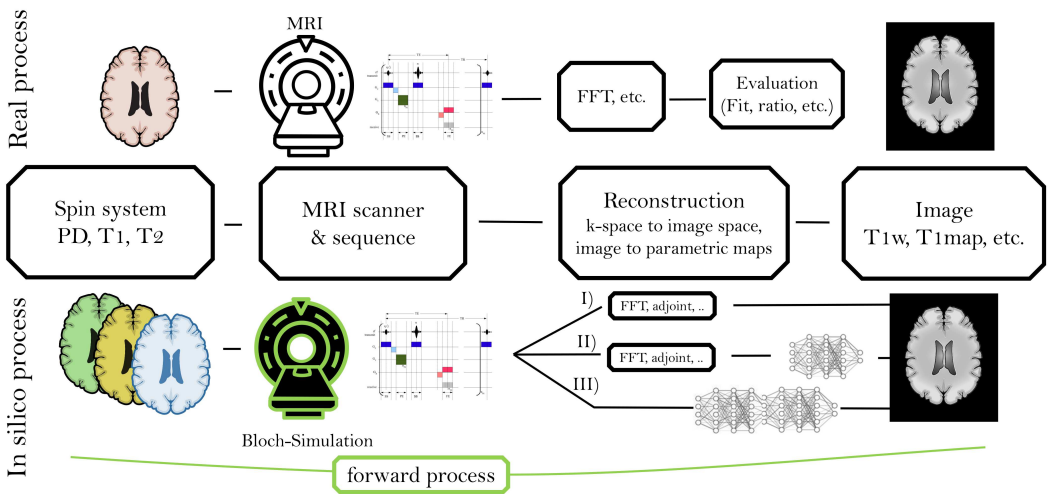 Real process
MRI
FFT, etc.
Evaluation
(Fit, ratio, etc.)
Spin system
PD, T1, T2
MRI scanner
& sequence
Reconstruction
k-space to image space,
image to parametric maps
Image
T1w, T1map, etc.
In silico process
Bloch-Simulation
I)
FFT, adjoint, ..
II)
FFT, adjoint, ..
III)
forward process